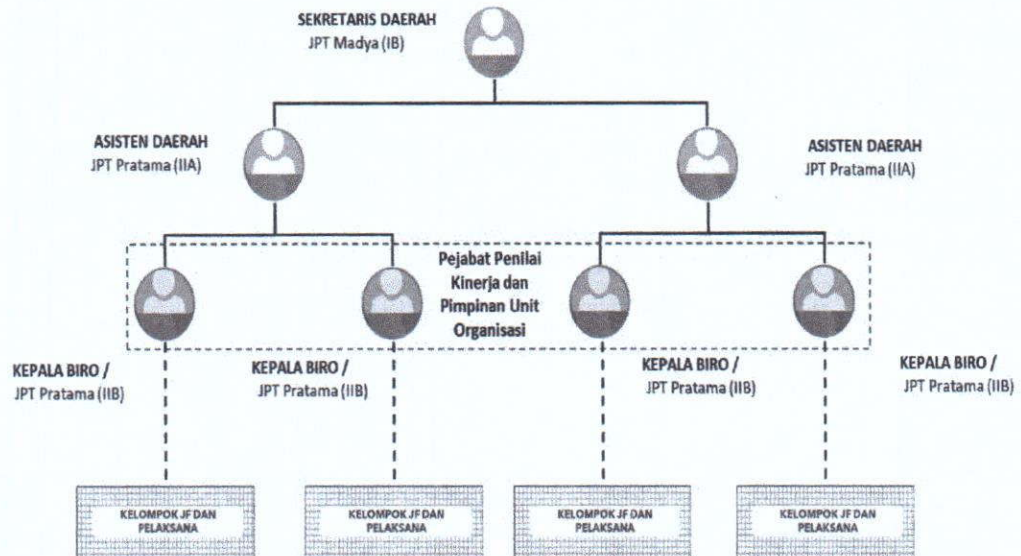 SEKRETARIS DAERAH
JPT Madya (IB)
ASISTEN DAERAH
JPT Pratama (IIA)
ASISTEN DAERAH
JPT Pratama (IIA)
Pejabat Penilai
Kinerja dan
Pimpinan Unit
Organisasi
KEPALA BIRO /
JPT Pratama (IIB)
KEPALA BIRO /
JPT Pratama (IIB)
KEPALA BIRO /
JPT Pratama (IIB)
KEPALA BIRO /
JPT Pratama (IIB)
KELOMPOK JF DAN
PELAKSANA
KELOMPOK JF DAN
PELAKSANA
KELOMPOK JF DAN
PELAKSANA
KELOMPOK JF DAN
PELAKSANA